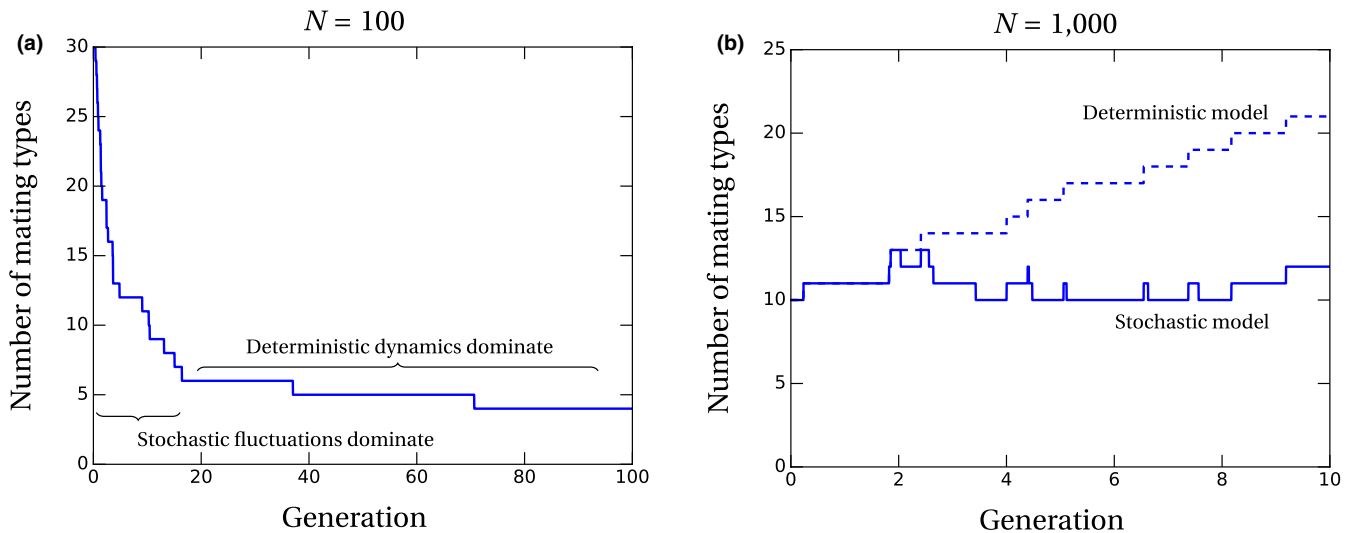 N = 100
(a)
30
25
20
15
10
5
0
Number of mating types
Deterministic dynamics dominate
Stochastic fluctuations dominate
0 20 40 60 80 100
Generation
N = 1,000
(b)
25
20
15
10
5
0
Number of mating types
Deterministic model
Stochastic model
0 2 4 6 8 10
Generation